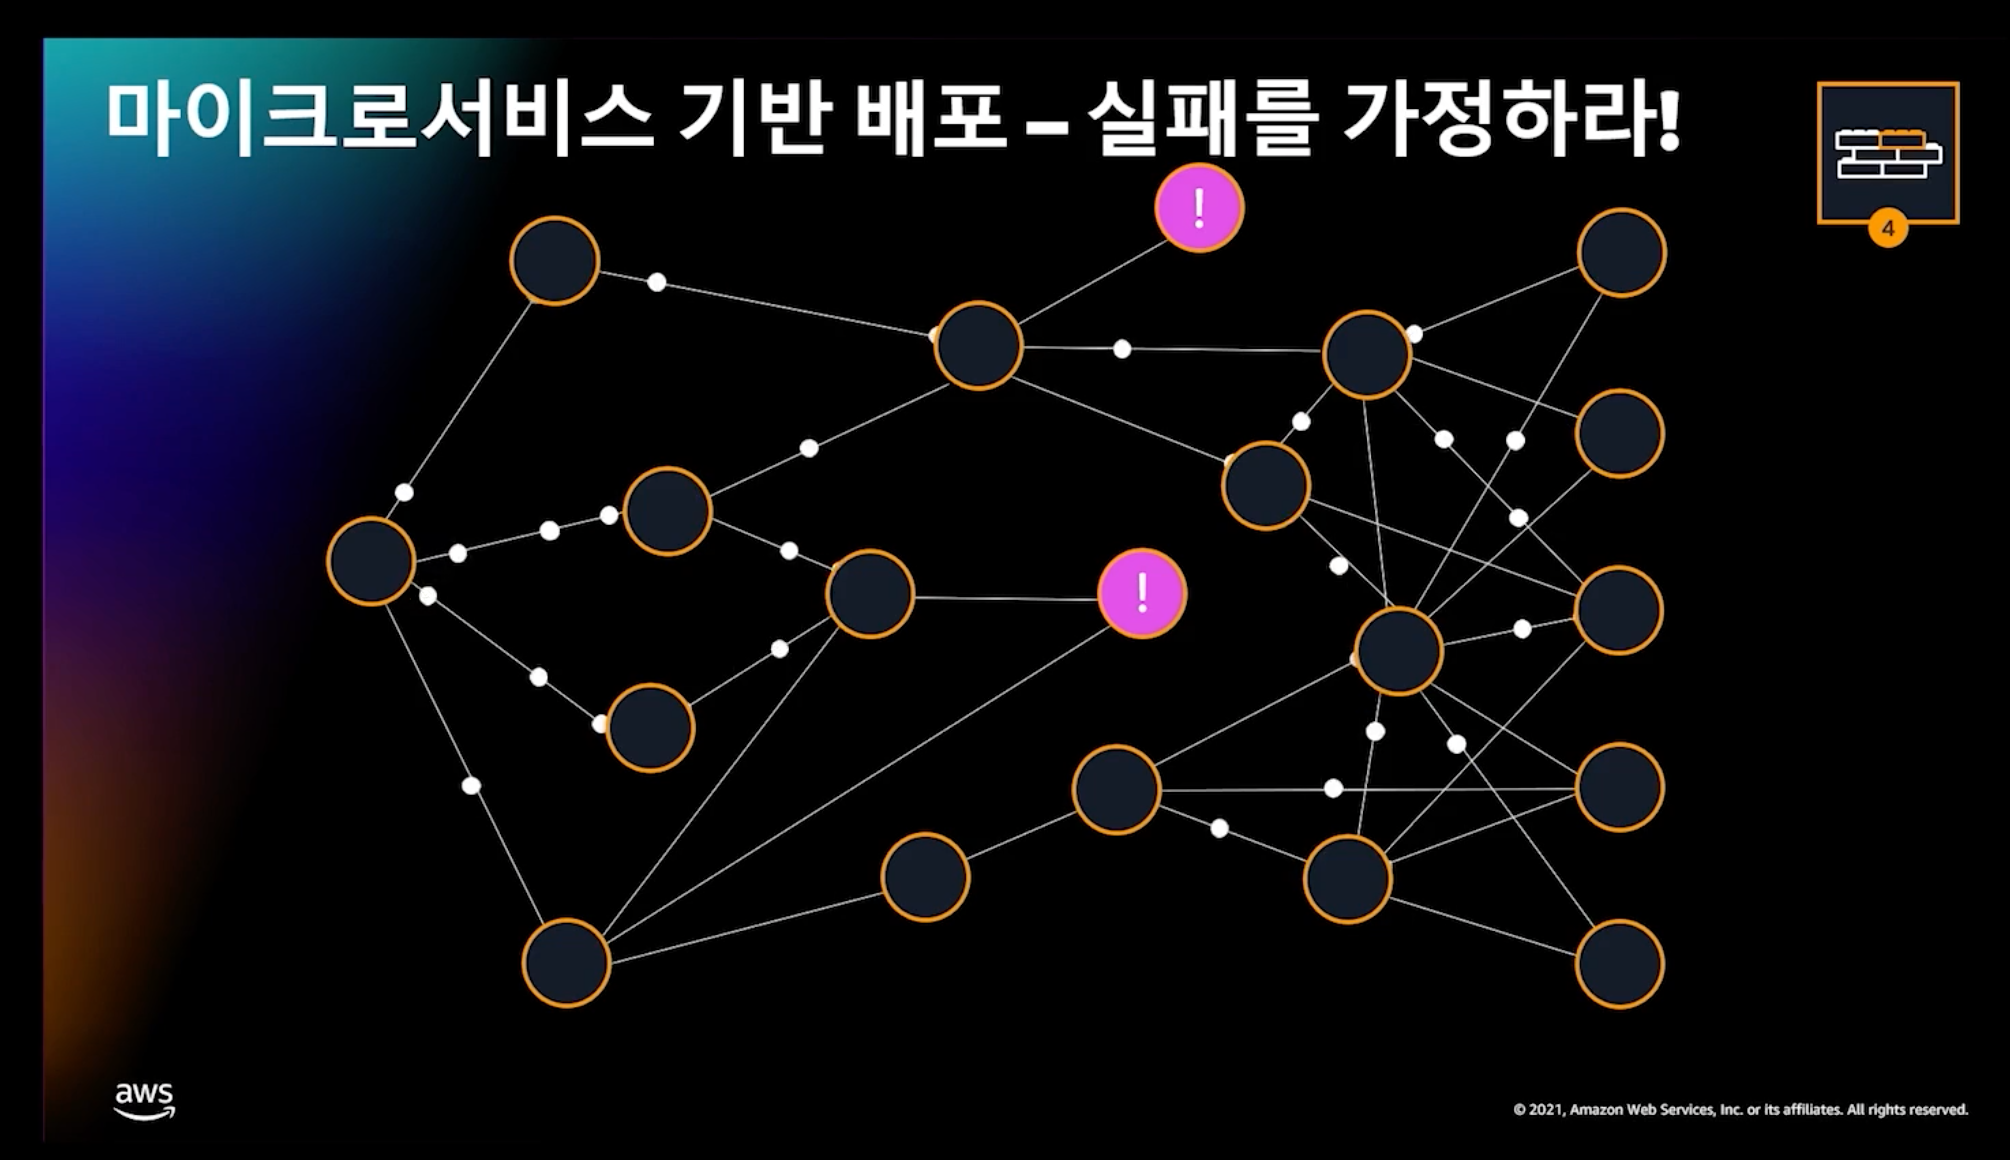 마이크로서비스 기반 배포 – 실패를 가정하라!
4
!
!
aws
© 2021, Amazon Web Services, Inc. or its affiliates. All rights reserved.